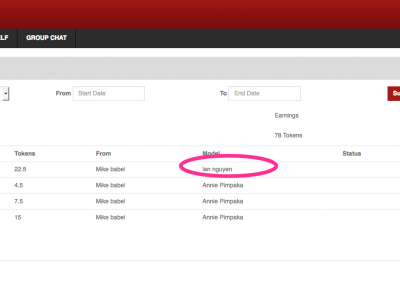 ELF GROUP CHAT
From Start Date To End Date Su
Earnings
78 Tokens
Tokens From Model Status
22.5 Mike babel lan nguyen
4.5 Mike babel Annie Pimpaka
7.5 Mike babel Annie Pimpaka
15 Mike babel Annie Pimpaka